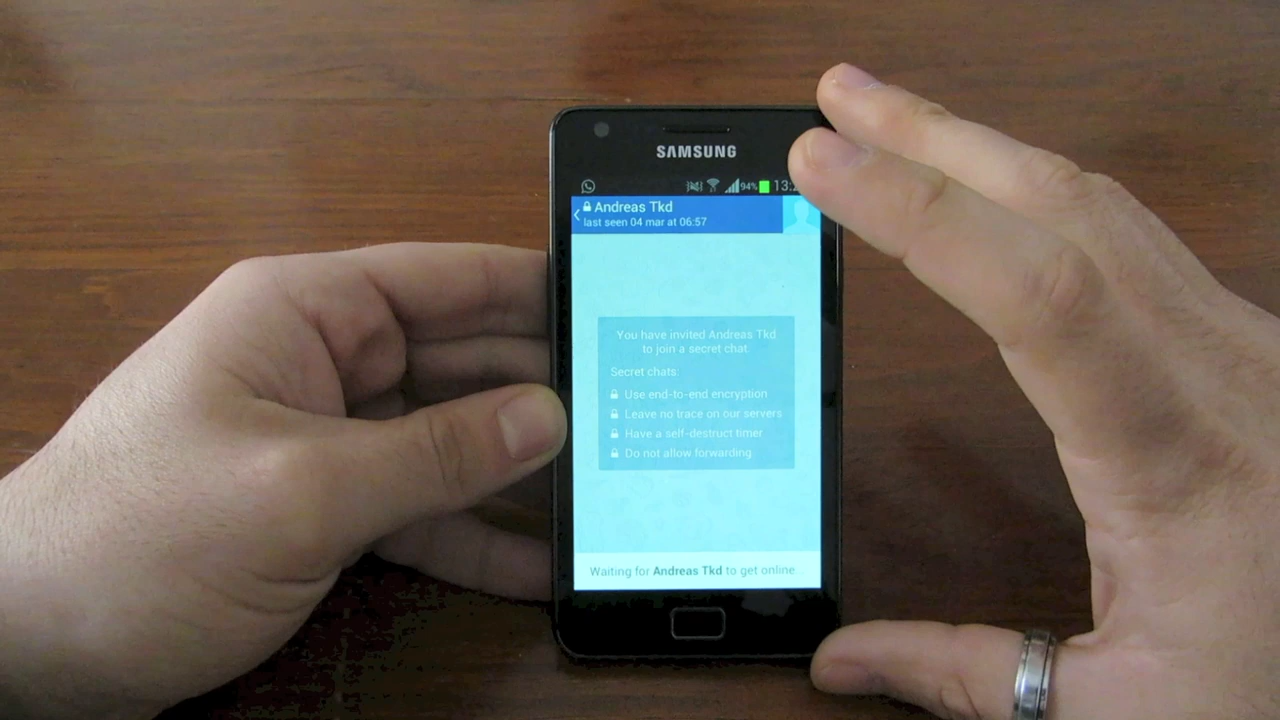 SAMSUNG
94% 13:
Andreas Tkd
last seen 04 mar at 06:57
You have invited Andreas Tkd
to join a secret chat.
Secret chats:
Use end-to-end encryption
Leave no trace on our servers
Have a self-destruct timer
Do not allow forwarding
Waiting for Andreas Tkd to get online...